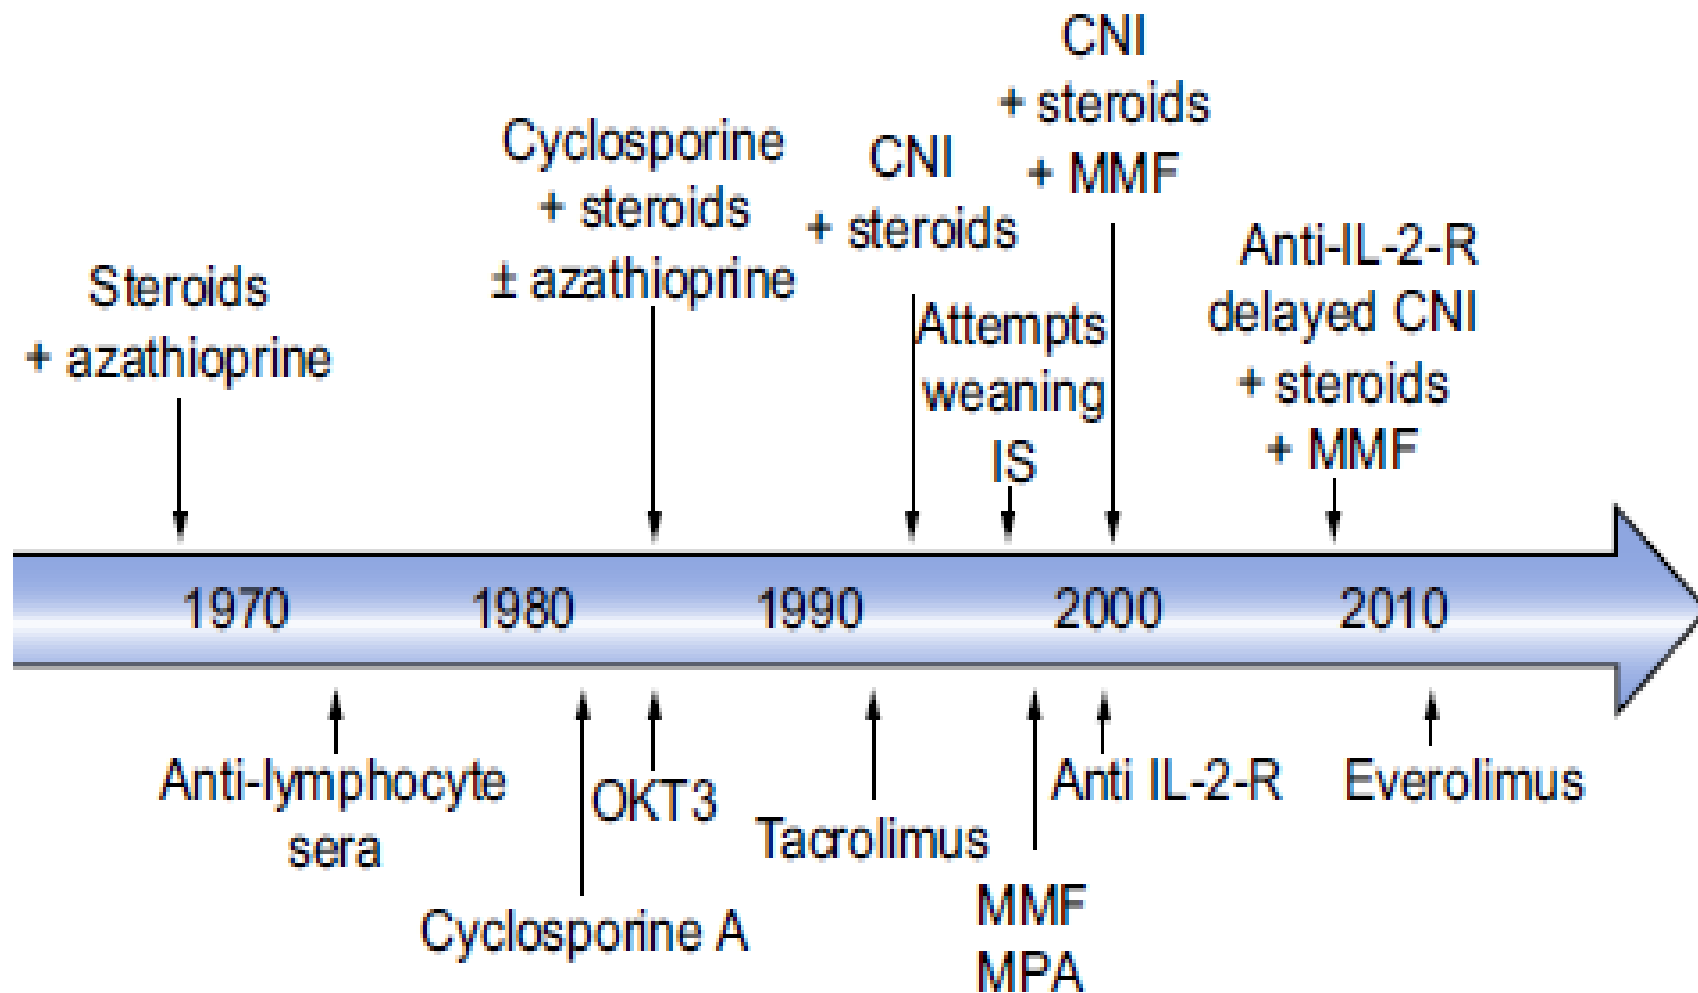 Steroids
+ azathioprine
Cyclosporine
+ steroids
± azathioprine
CNI
+ steroids
Attempts
weaning
IS
CNI
+ steroids
+ MMF
Anti-IL-2-R
delayed CNI
+ steroids
+ MMF
1970 1980 1990 2000 2010
Anti-lymphocyte
sera
Cyclosporine A
OKT3
Tacrolimus
MMF
MPA
Anti IL-2-R
Everolimus